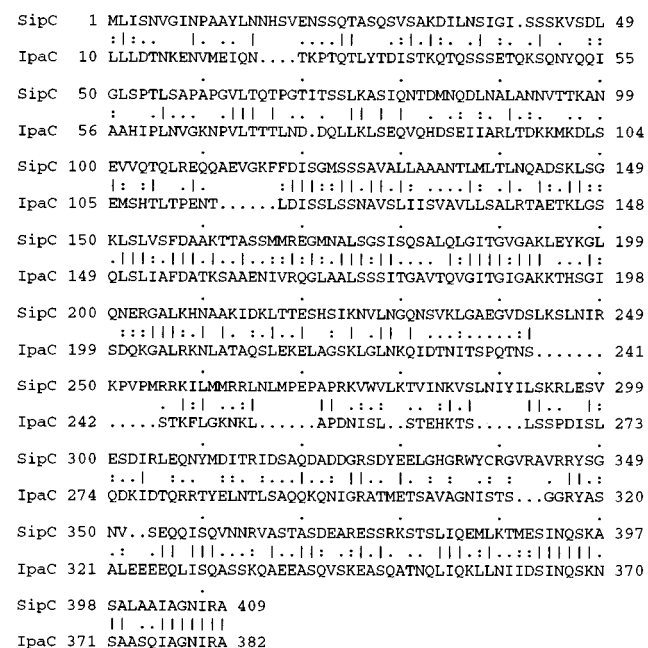 SipC 1 MLISNVGINPAAYLNNHSVENSSQTASQSVSAKDILNSIGI.SSSKVSDL 49
IpaC 10 LLLDTNKENVMEIQN....TKPTQTLYTDISTKQTQSSSETQKSQNYQQI 55
SipC 50 GLSPTLSAPAPGVLTQTPGTITSSLKASIQNTDMNQDLNALANNVTTKAN 99
IpaC 56 AAHIPLNVGKNPVLTTTLND.DQLLKLSEQVQHDSEIIARLTDKKMKDLS 104
SipC 100 EVVQTQLREQQAEVGKFFDISGMSSSAVALLAAANTLMLTLNQADSKLSG 149
IpaC 105 EMSHTLTPENT......LDISSLSSNAVSLIISVAVLLSALRTAETKLGS 148
SipC 150 KLSLVSFDAAKTTASSMMREGMNALSGSISQSALQLGITGVGAKLEYKGL 199
IpaC 149 QLSLIAFDATKSAAENIVRQGLAALSSSITGAVTQVGITGIGAKKTHSGI 198
SipC 200 QNERGALKHNAAKIDKLTTESHSIKNVLNGQNSVKLGAEGVDSLKSLNIR 249
IpaC 199 SDQKGALRKNLATAQSLEKELAGSKLGLNKQIDTNITSPQTNS....... 241
SipC 250 KPVPMRRKILMMRRLNLMPEPAPRKVWVLKTVINKVSLNIYILSKRLESV 299
IpaC 242 .....STKFLGKNKL......APDNISL..STEHKTS.....LSSPDISL 273
SipC 300 ESDIRLEQNYMDITRIDSAQDADDGRSDYEELGHGRWYCRGVRAVRRYSG 349
IpaC 274 QDKIDTQRRTYELNTLSAQQKQNIGRATMETSAVAGNISTS...GGRYAS 320
SipC 350 NV..SEQQISQVNNRVASTASDEARESSRKSTSLIQEMLKTMESINQSKA 397
IpaC 321 ALEEEEQLISQASSKQAEEASQVSKEASQATNQLIQKLLNIIDSINQSKN 370
SipC 398 SALAAIAGNIRA 409
IpaC 371 SAASQIAGNIRA 382